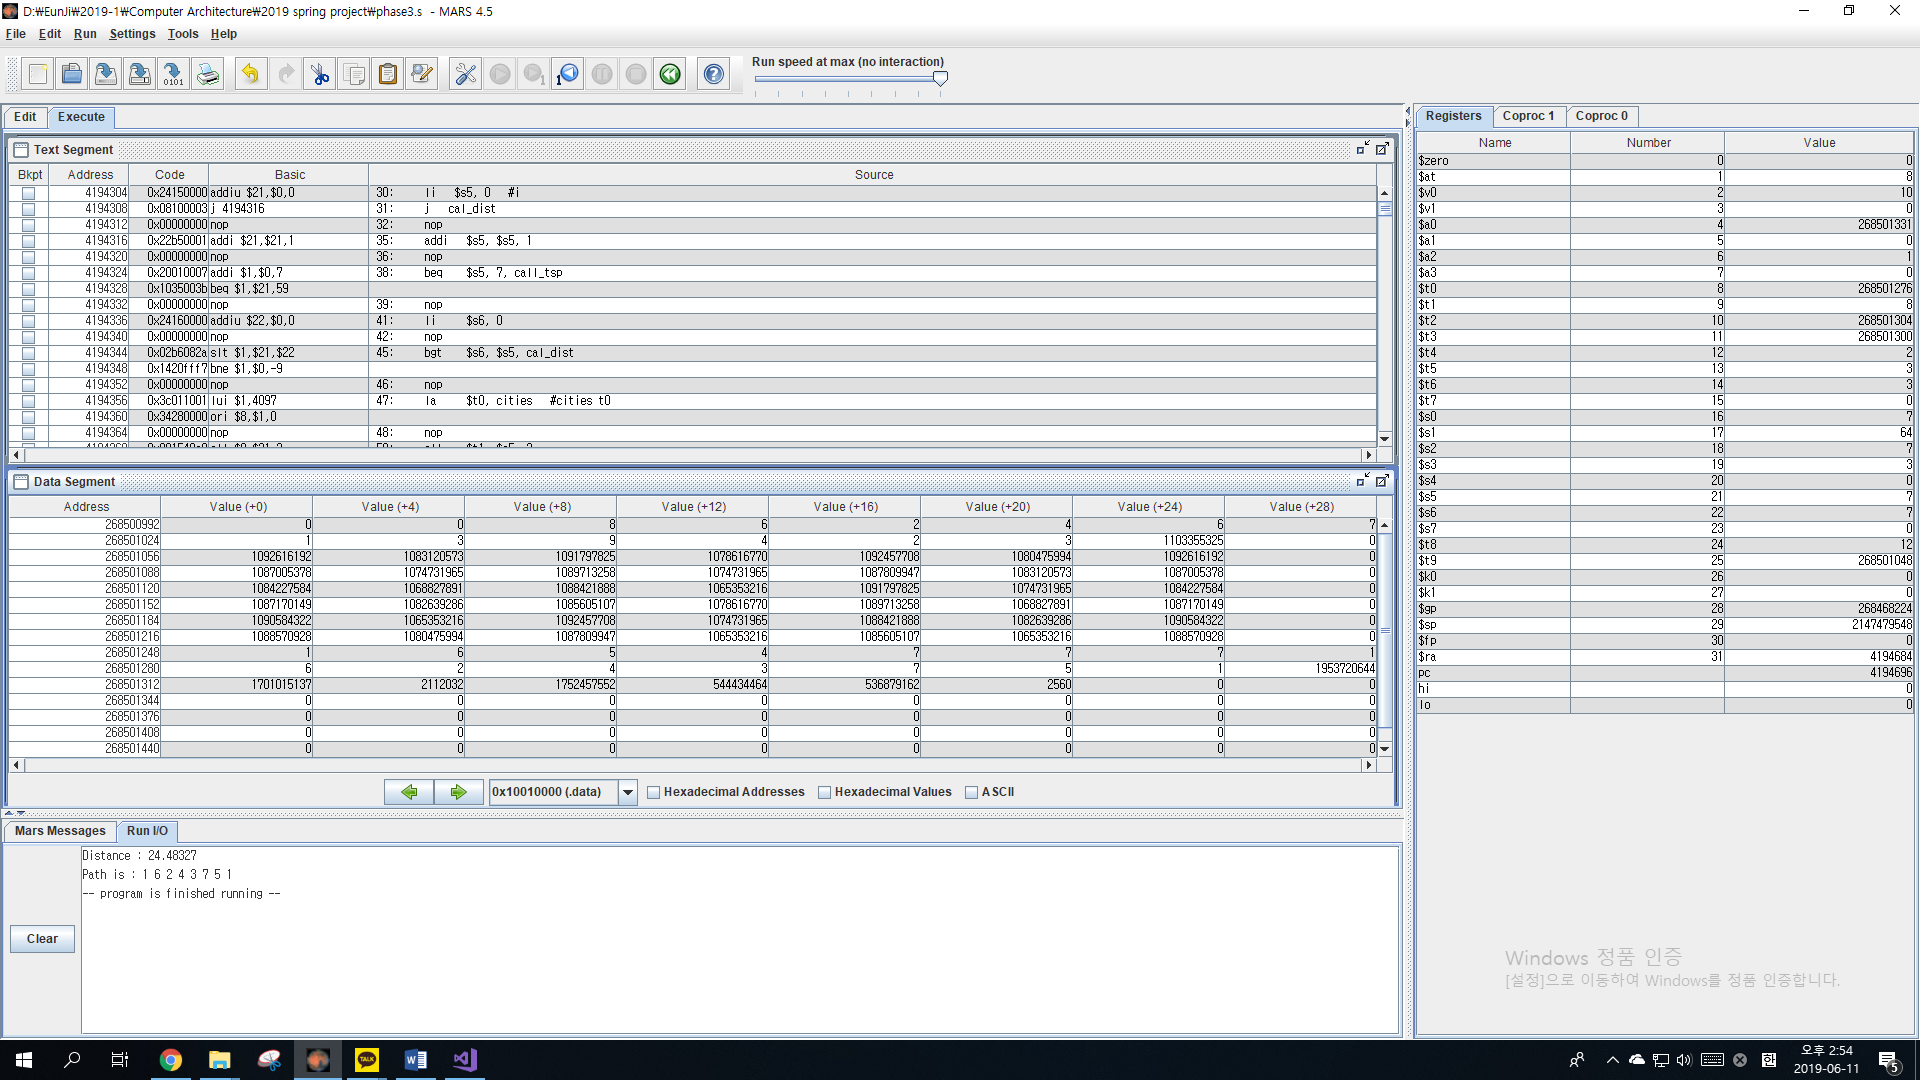 D:₩EunJi₩2019-1₩Computer Architecture₩2019 spring project₩phase3.s - MARS 4.5
File Edit Run Settings Tools Help
Run speed at max (no interaction)
Edit Execute
Text Segment
Bkpt Address Code Basic Source
4194304 0x24150000 addiu $21,$0,0 30: li $s5, 0 #i
4194308 0x08100003 j 4194316 31: j cal_dist
4194312 0x00000000 nop 32: nop
4194316 0x22b50001 addi $21,$21,1 35: addi $s5, $s5, 1
4194320 0x00000000 nop 36: nop
4194324 0x20010007 addi $1,$0,7 38: beq $s5, 7, call_tsp
4194328 0x1035003b beq $1,$21,59
4194332 0x00000000 nop 39: nop
4194336 0x24160000 addiu $22,$0,0 41: li $s6, 0
4194340 0x00000000 nop 42: nop
4194344 0x02b6082a slt $1,$21,$22 45: bgt $s6, $s5, cal_dist
4194348 0x1420fff7 bne $1,$0,-9
4194352 0x00000000 nop 46: nop
4194356 0x3c011001 lui $1,4097 47: la $t0, cities #cities t0
4194360 0x34280000 ori $8,$1,0
4194364 0x00000000 nop 48: nop
Data Segment
Address Value (+0) Value (+4) Value (+8) Value (+12) Value (+16) Value (+20) Value (+24) Value (+28)
268500992 0 0 8 6 2 4 6 7
268501024 1 3 9 4 2 3 1103355325 0
268501056 1092616192 1083120573 1091797825 1078616770 1092457708 1080475994 1092616192 0
268501088 1087005378 1074731965 1089713258 1074731965 1087809947 1083120573 1087005378 0
268501120 1084227584 1068827891 1088421888 1065353216 1091797825 1074731965 1084227584 0
268501152 1087170149 1082639286 1085605107 1078616770 1089713258 1068827891 1087170149 0
268501184 1090584322 1065353216 1092457708 1074731965 1088421888 1082639286 1090584322 0
268501216 1088570928 1080475994 1087809947 1065353216 1085605107 1065353216 1088570928 0
268501248 1 6 5 4 7 7 7 1
268501280 6 2 4 3 7 5 1 1953720644
268501312 1701015137 2112032 1752457552 544434464 536879162 2560 0 0
268501344 0 0 0 0 0 0 0 0
268501376 0 0 0 0 0 0 0 0
268501408 0 0 0 0 0 0 0 0
268501440 0 0 0 0 0 0 0 0
0x10010000 (.data) Hexadecimal Addresses Hexadecimal Values ASCII
Mars Messages Run I/O
Distance : 24.48327
Path is : 1 6 2 4 3 7 5 1
-- program is finished running --
Clear
Registers Coproc 1 Coproc 0
Name Number Value
$zero 0 0
$at 1 8
$v0 2 10
$v1 3 0
$a0 4 268501331
$a1 5 0
$a2 6 1
$a3 7 0
$t0 8 268501276
$t1 9 8
$t2 10 268501304
$t3 11 268501300
$t4 12 2
$t5 13 3
$t6 14 3
$t7 15 0
$s0 16 7
$s1 17 64
$s2 18 7
$s3 19 3
$s4 20 0
$s5 21 7
$s6 22 7
$s7 23 0
$t8 24 12
$t9 25 268501048
$k0 26 0
$k1 27 0
$gp 28 268468224
$sp 29 2147479548
$fp 30 0
$ra 31 4194684
pc 4194696
hi 0
lo 0
Windows 정품 인증
[설정]으로 이동하여 Windows를 정품 인증합니다.
TALK
한
오후 2:54
2019-06-11
5